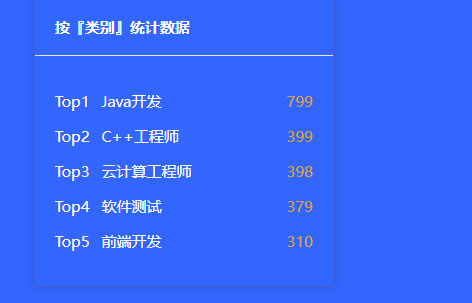 按『类别』统计数据
Top1 Java开发 799
Top2 C++工程师 399
Top3 云计算工程师 398
Top4 软件测试 379
Top5 前端开发 310